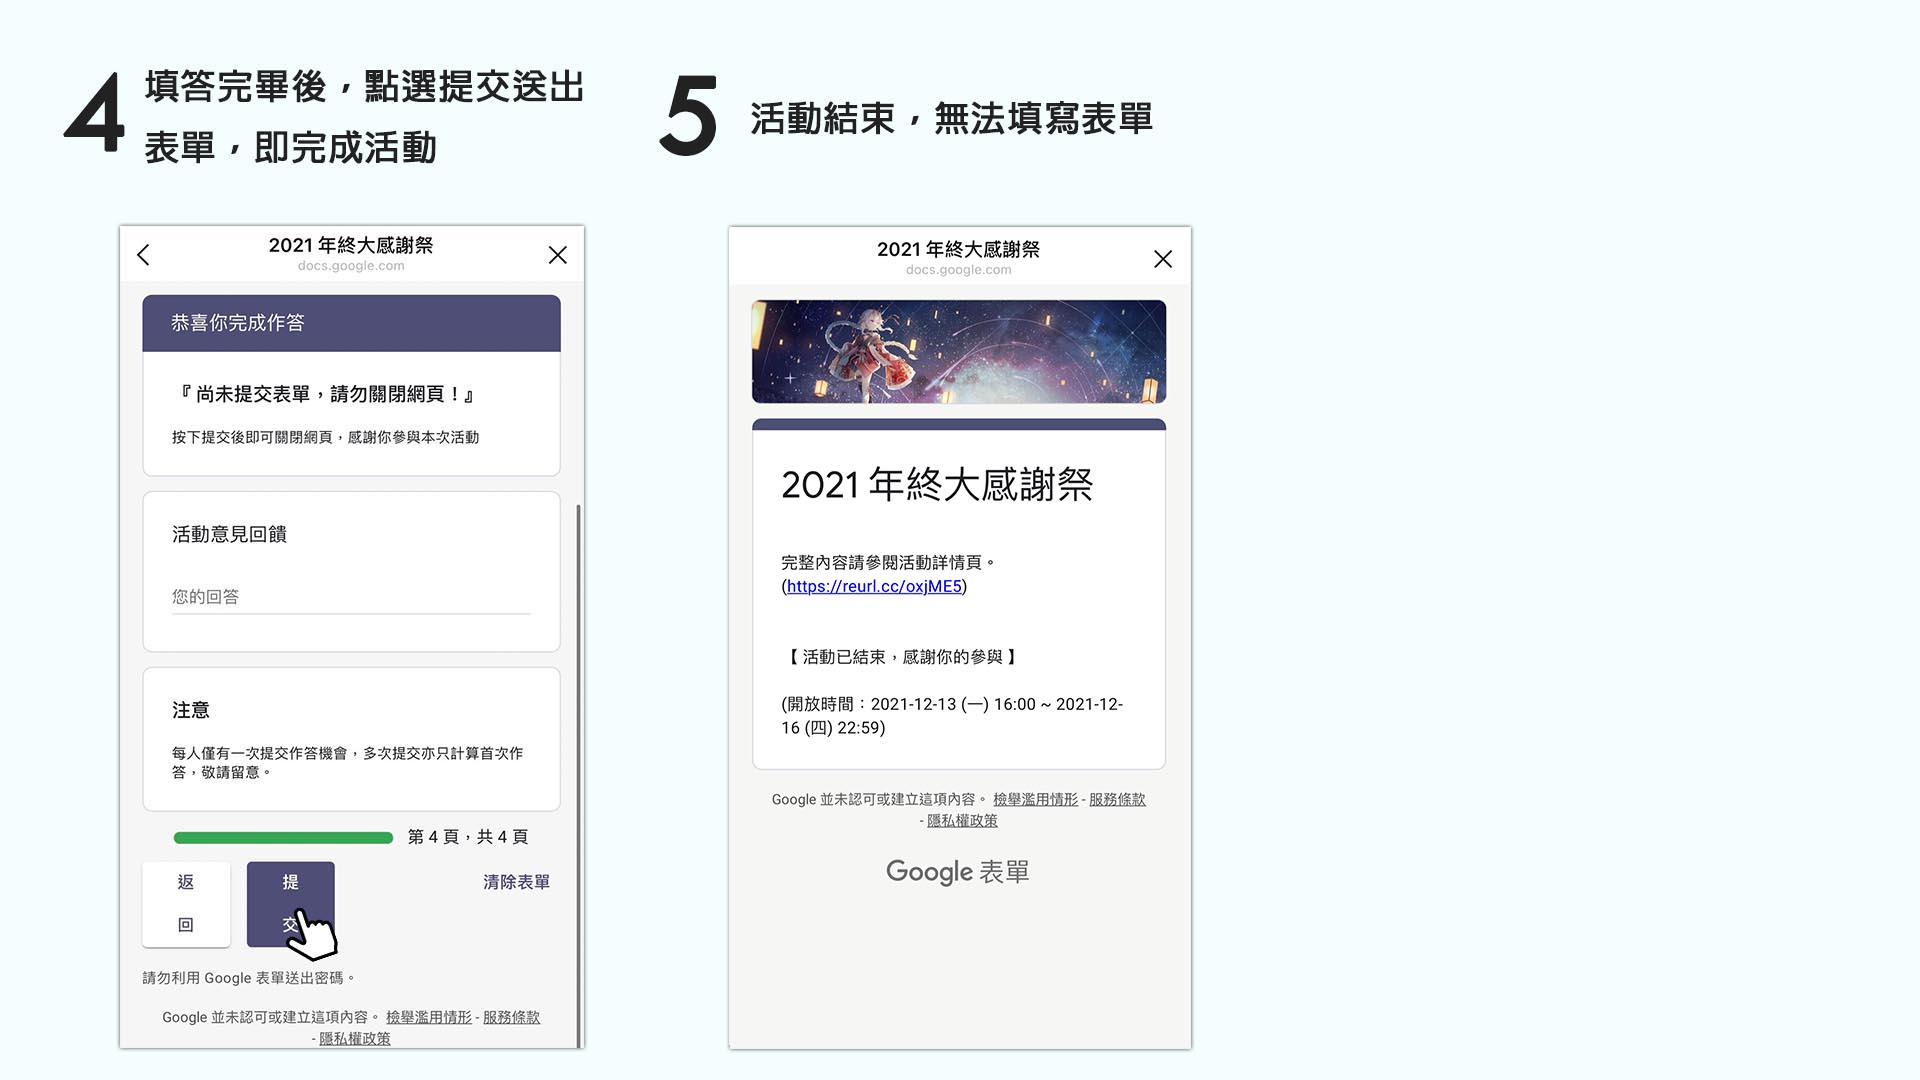 4
填答完畢後，點選提交送出
表單，即完成活動
2021 年終大感謝祭
docs.google.com
恭喜你完成作答
『 尚未提交表單，請勿關閉網頁！』
按下提交後即可關閉網頁，感謝你參與本次活動
活動意見回饋
您的回答
注意
每人僅有一次提交作答機會，多次提交亦只計算首次作
答，敬請留意。
第 4 頁，共 4 頁
返
回
提
交
清除表單
請勿利用 Google 表單送出密碼。
Google 並未認可或建立這項內容。 檢舉濫用情形 - 服務條款
- 隱私權政策
5
活動結束，無法填寫表單
2021 年終大感謝祭
docs.google.com
2021 年終大感謝祭
完整內容請參閱活動詳情頁。
(https://reurl.cc/oxjME5)
【 活動已結束，感謝你的參與 】
(開放時間：2021-12-13 (一) 16:00 ~ 2021-12-
16 (四) 22:59)
Google 並未認可或建立這項內容。 檢舉濫用情形 - 服務條款
- 隱私權政策
Google 表單